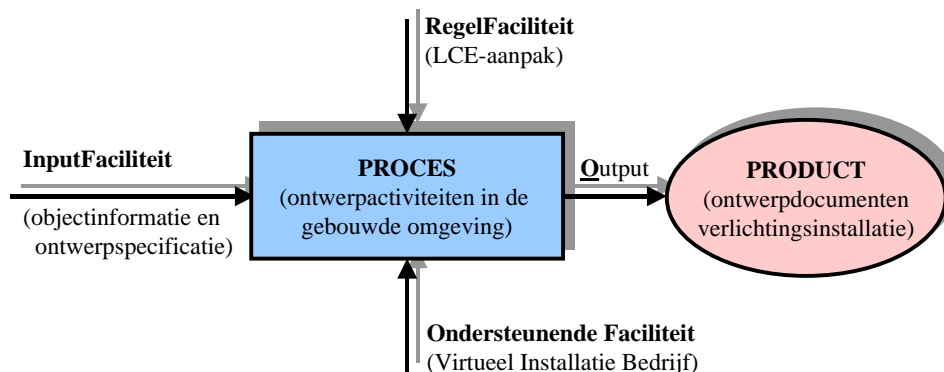 RegelFaciliteit
(LCE-aanpak)
InputFaciliteit
(objectinformatie en
ontwerpspecificatie)
PROCES
(ontwerpactiviteiten in de
gebouwde omgeving)
Output
PRODUCT
(ontwerpdocumenten
verlichtingsinstallatie)
Ondersteunende Faciliteit
(Virtueel Installatie Bedrijf)